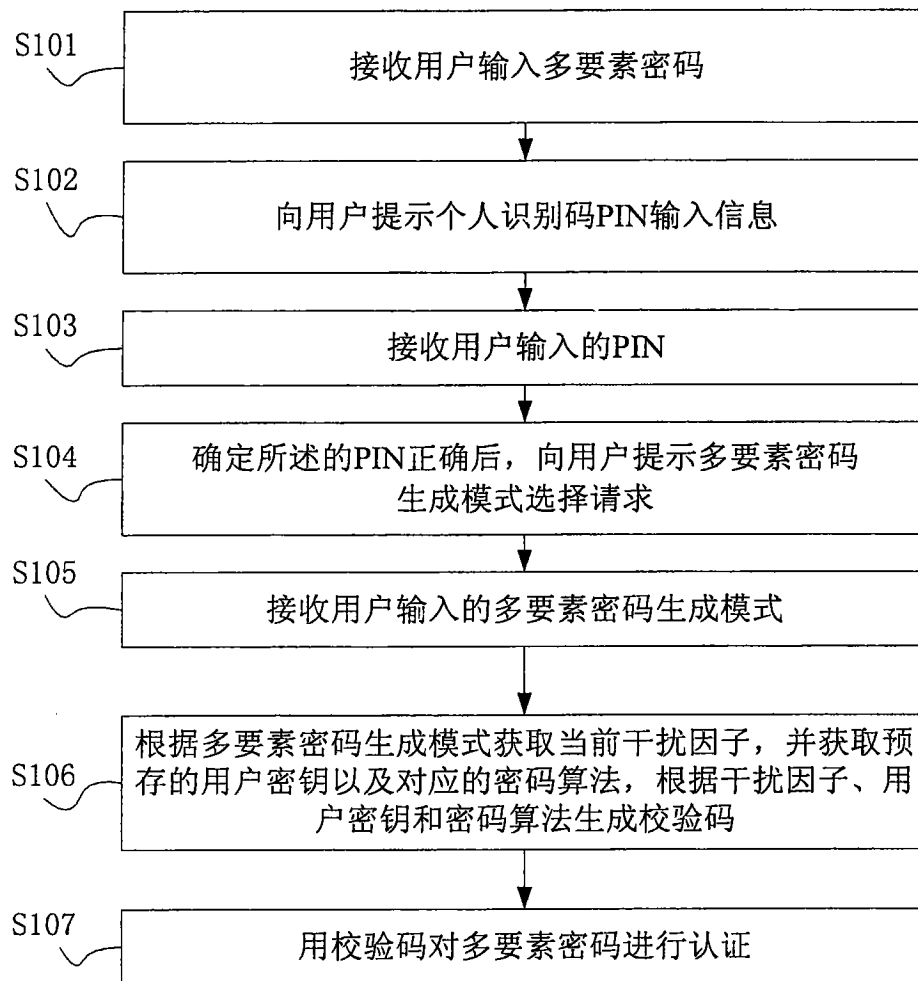 S101
接收用户输入多要素密码
S102
向用户提示个人识别码PIN输入信息
S103
接收用户输入的PIN
S104
确定所述的PIN正确后，向用户提示多要素密码
生成模式选择请求
S105
接收用户输入的多要素密码生成模式
S106
根据多要素密码生成模式获取当前干扰因子，并获取预
存的用户密钥以及对应的密码算法，根据干扰因子、用
户密钥和密码算法生成校验码
S107
用校验码对多要素密码进行认证